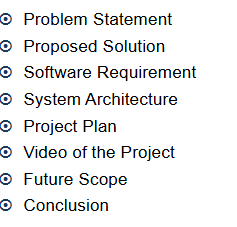 Problem Statement
Proposed Solution
Software Requirement
System Architecture
Project Plan
Video of the Project
Future Scope
Conclusion